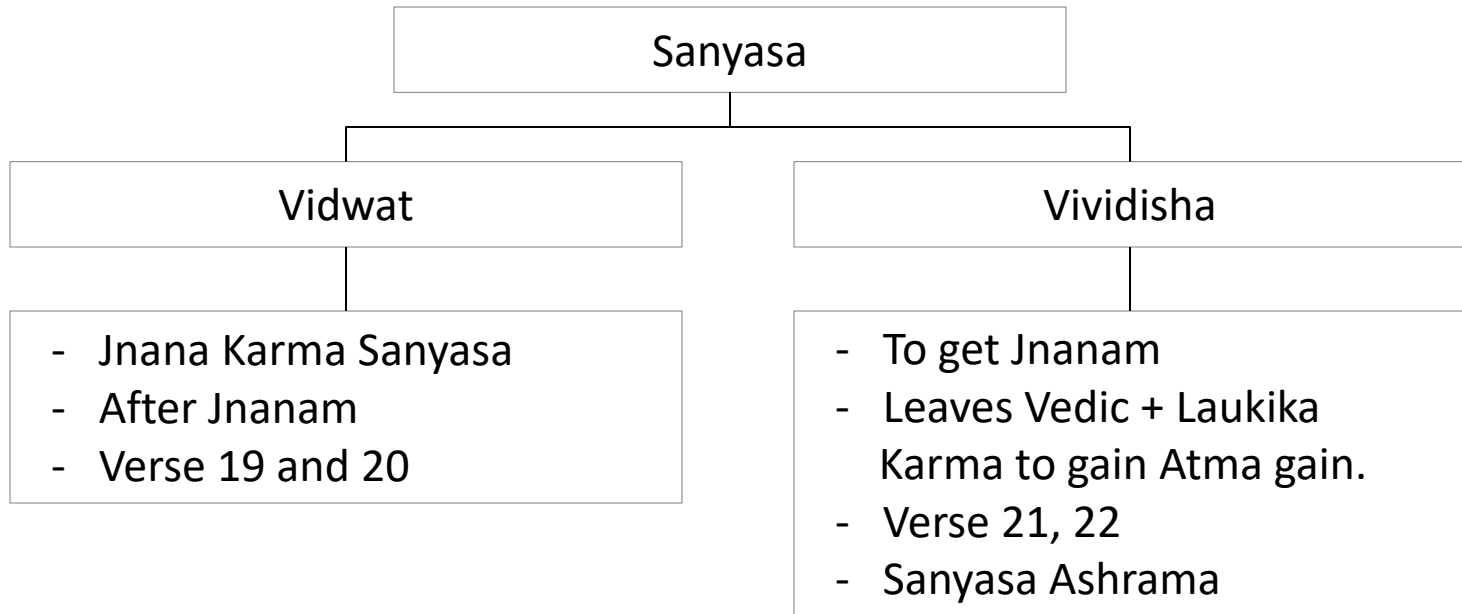 Sanyasa
Vidwat
Vividisha
- Jnana Karma Sanyasa
- After Jnanam
- Verse 19 and 20
- To get Jnanam
- Leaves Vedic + Laukika
Karma to gain Atma gain.
- Verse 21, 22
- Sanyasa Ashrama